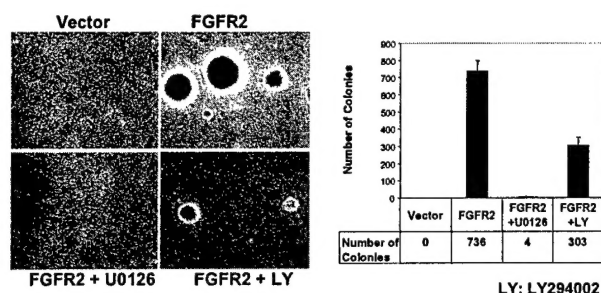 Vector FGFR2
FGFR2 + U0126 FGFR2 + LY
Number of Colonies
900
800
700
600
500
400
300
200
100
0
Vector FGFR2 FGFR2 +U0126 FGFR2 +LY
Number of Colonies 0 736 4 303
LY: LY294002